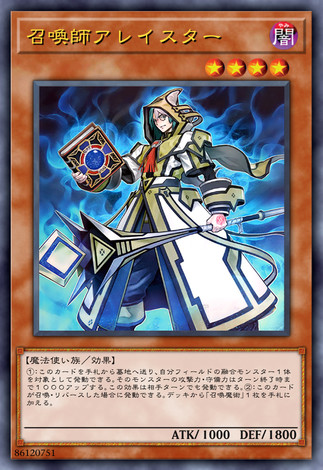 召喚師アレイスター
闇
やみ
【魔法使い族／効果】
①:このカードを手札から墓地へ送り、自分フィールドの融合モンスター1体
を対象として発動できる。そのモンスターの攻撃力・守備力はターン終了時ま
で1000アップする。この効果は相手ターンでも発動できる。②:このカード
が召喚・リバースした場合に発動できる。デッキから「召喚魔術」1枚を手札
に加える。
ATK/1000 DEF/1800
86120751